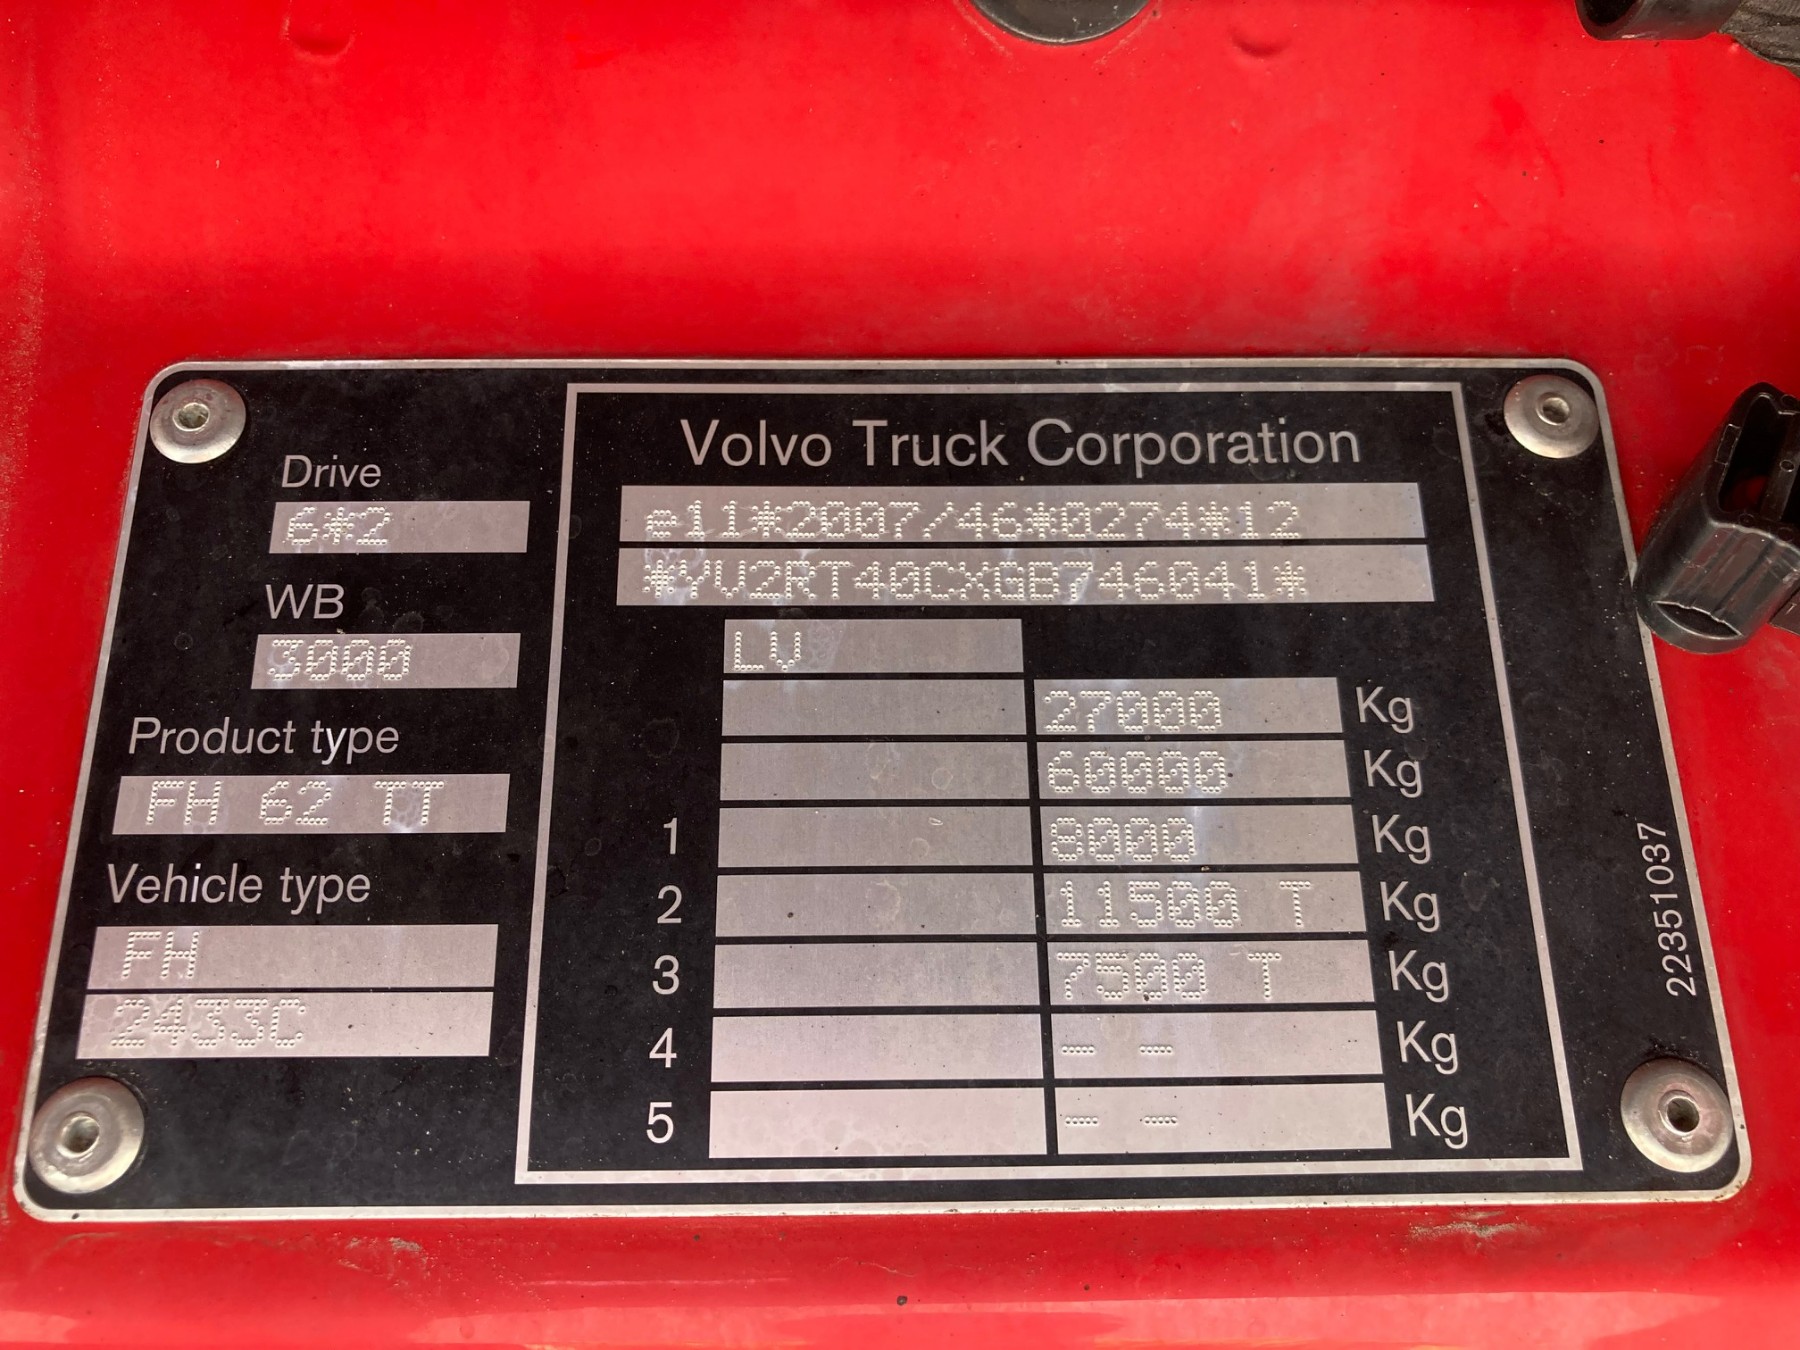 Drive
6*2
WB
3000
Product type
FH 62 TT
Vehicle type
FH
2433C
Volvo Truck Corporation
e11*2007/46*0274*12
*YV2RT40CXGB746041*
LV
27000 Kg
60000 Kg
1 8000 Kg
2 11500 T Kg
3 7500 T Kg
4 - - Kg
5 - - Kg
22351037